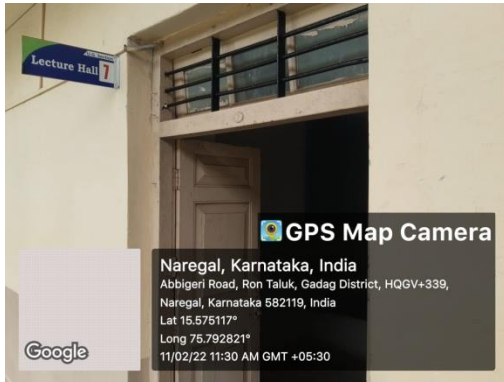 Lecture Hall 7
GPS Map Camera
Naregal, Karnataka, India
Abbigeri Road, Ron Taluk, Gadag District, HQGV+339,
Naregal, Karnataka 582119, India
Lat 15.575117°
Long 75.792821°
11/02/22 11:30 AM GMT +05:30
Google